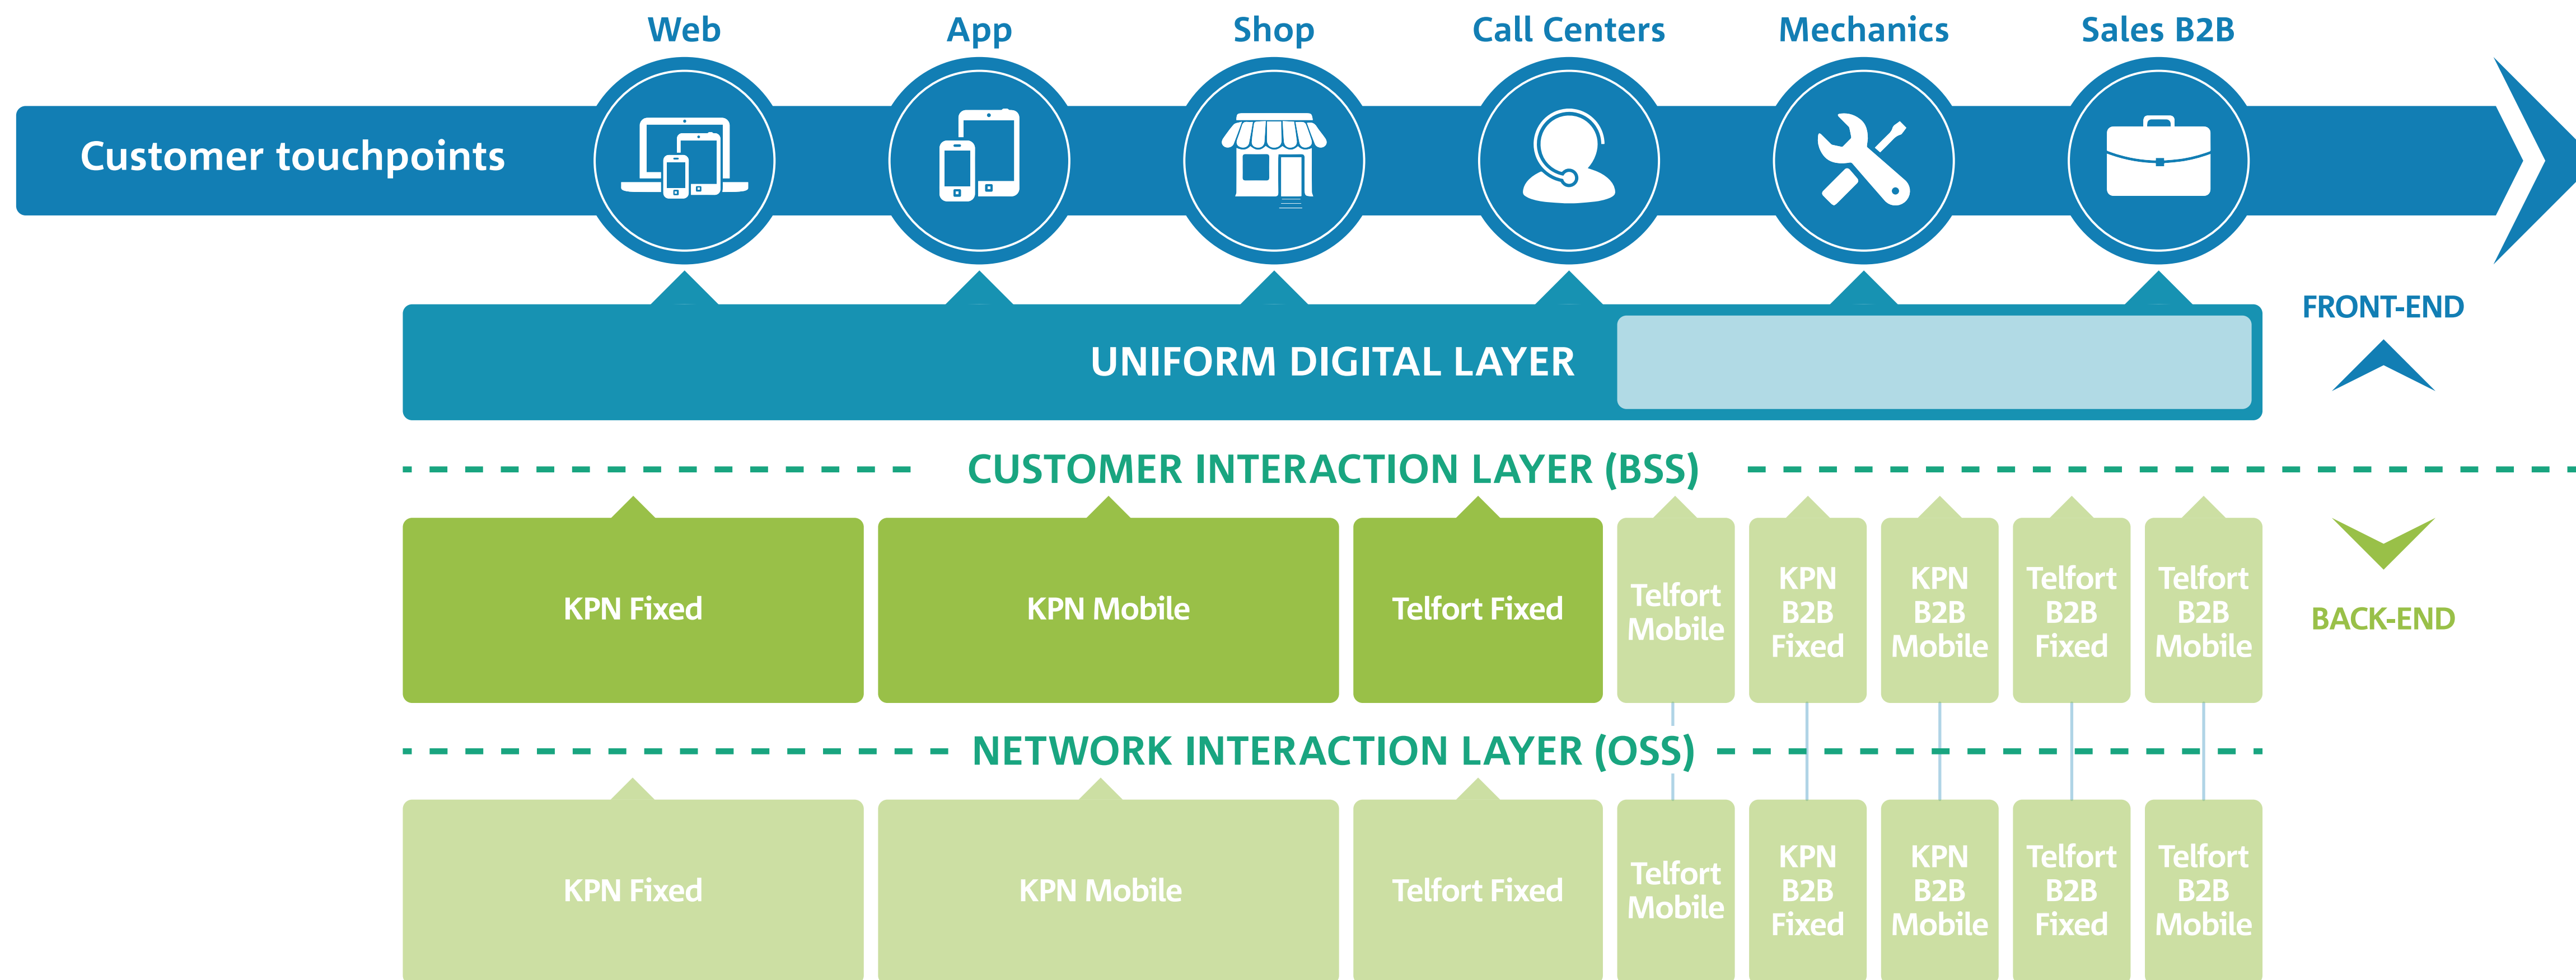 Web
App
Shop
Call Centers
Mechanics
Sales B2B
Customer touchpoints
FRONT-END
UNIFORM DIGITAL LAYER
CUSTOMER INTERACTION LAYER (BSS)
KPN Fixed
KPN Mobile
Telfort Fixed
Telfort
Mobile
KPN
B2B
Fixed
KPN
B2B
Mobile
Telfort
B2B
Fixed
Telfort
B2B
Mobile
BACK-END
NETWORK INTERACTION LAYER (OSS)
KPN Fixed
KPN Mobile
Telfort Fixed
Telfort
Mobile
KPN
B2B
Fixed
KPN
B2B
Mobile
Telfort
B2B
Fixed
Telfort
B2B
Mobile